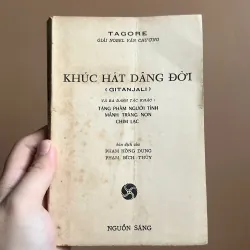 TAGORE
GIẢI NOBEL VĂN CHƯƠNG
KHÚC HÁT DÂNG ĐỜI
(GITANJALI)
VÀ BA DANH TÁC KHÁC :
TẶNG PHẨM NGƯỜI TÌNH
MẢNH TRĂNG NON
CHIM LẠC
bản dịch của
PHẠM HỒNG DUNG
PHẠM BÍCH THỦY
NGUỒN SÁNG